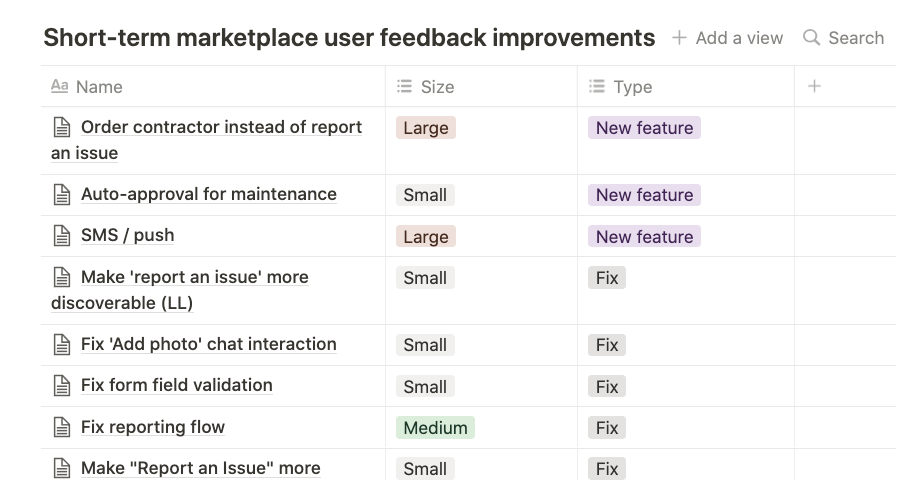 Short-term marketplace user feedback improvements + Add a view Search
Aa Name Size Type +
Order contractor instead of report Large New feature
an issue
Auto-approval for maintenance Small New feature
SMS / push Large New feature
Make 'report an issue' more Small Fix
discoverable (LL)
Fix 'Add photo' chat interaction Small Fix
Fix form field validation Small Fix
Fix reporting flow Medium Fix
Make "Report an Issue" more Small Fix